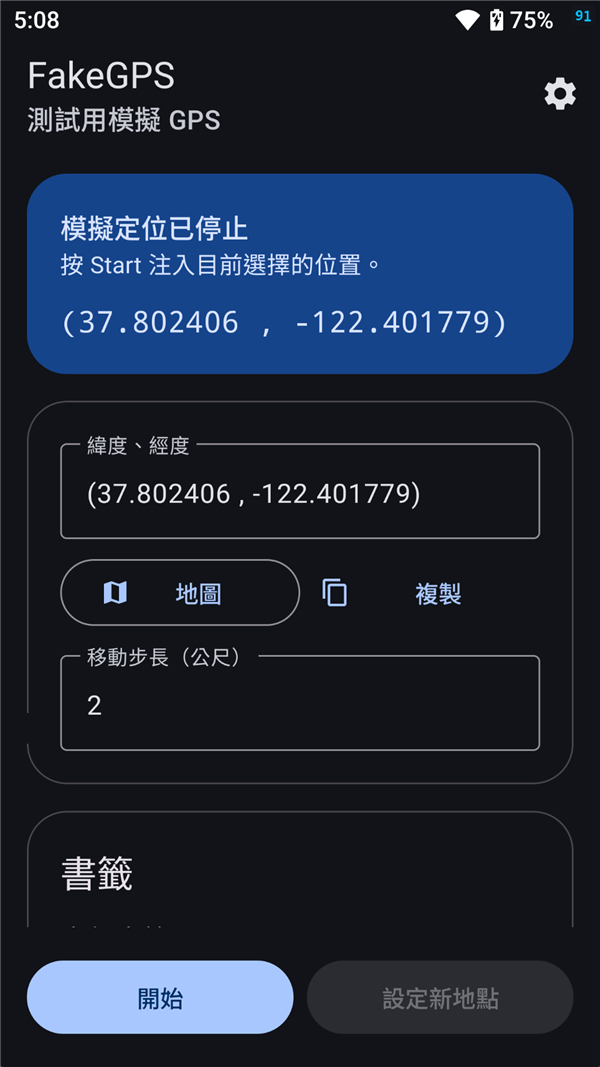 5:08
75%
91
FakeGPS
測試用模擬 GPS
模擬定位已停止
按 Start 注入目前選擇的位置。
(37.802406 , -122.401779)
緯度、經度
(37.802406 , -122.401779)
地圖
複製
移動步長（公尺）
2
書籤
開始
設定新地點